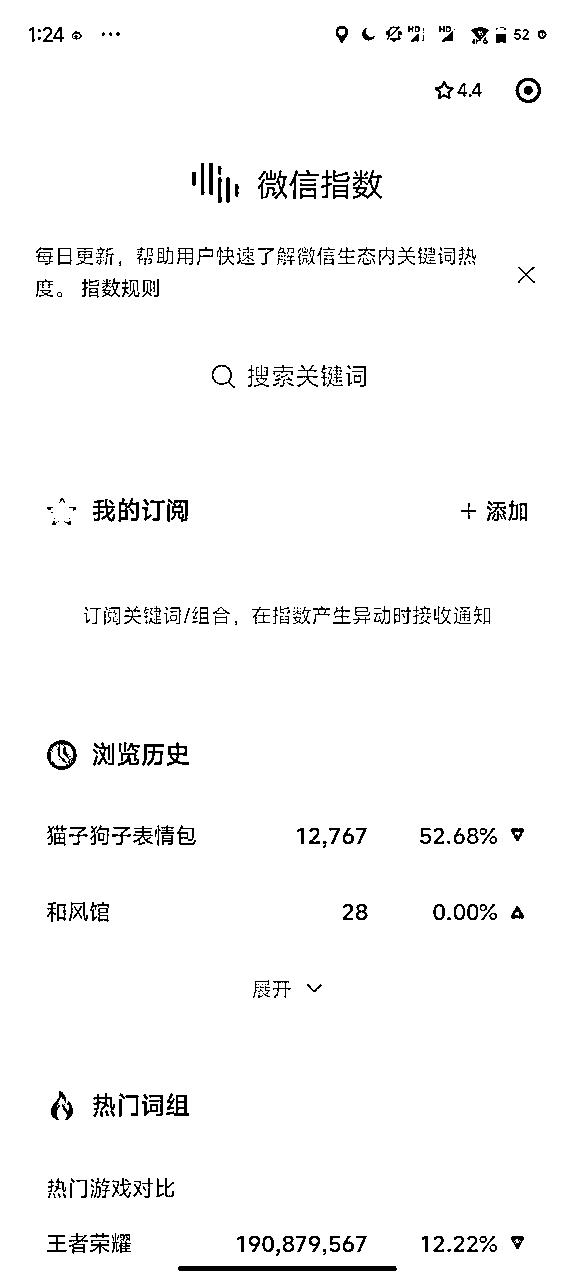 1:24 ...
HD HD 52
4.4
微信指数
每日更新，帮助用户快速了解微信生态内关键词热
度。 指数规则
搜索关键词
我的订阅 + 添加
订阅关键词/组合，在指数产生异动时接收通知
浏览历史
猫子狗子表情包 12,767 52.68%
和风馆 28 0.00%
展开
热门词组
热门游戏对比
王者荣耀 190,879,567 12.22%